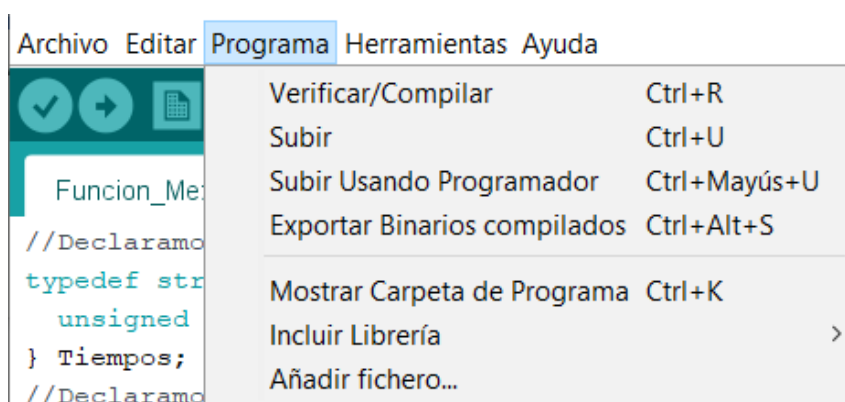 Archivo Editar Programa Herramientas Ayuda
Verificar/Compilar Ctrl+R
Subir Ctrl+U
Subir Usando Programador Ctrl+Mayús+U
Exportar Binarios compilados Ctrl+Alt+S
Mostrar Carpeta de Programa Ctrl+K
Incluir Librería
Añadir fichero...
Funcion_Me
//Declaramo
typedef str
unsigned
} Tiempos;
//Declaramo